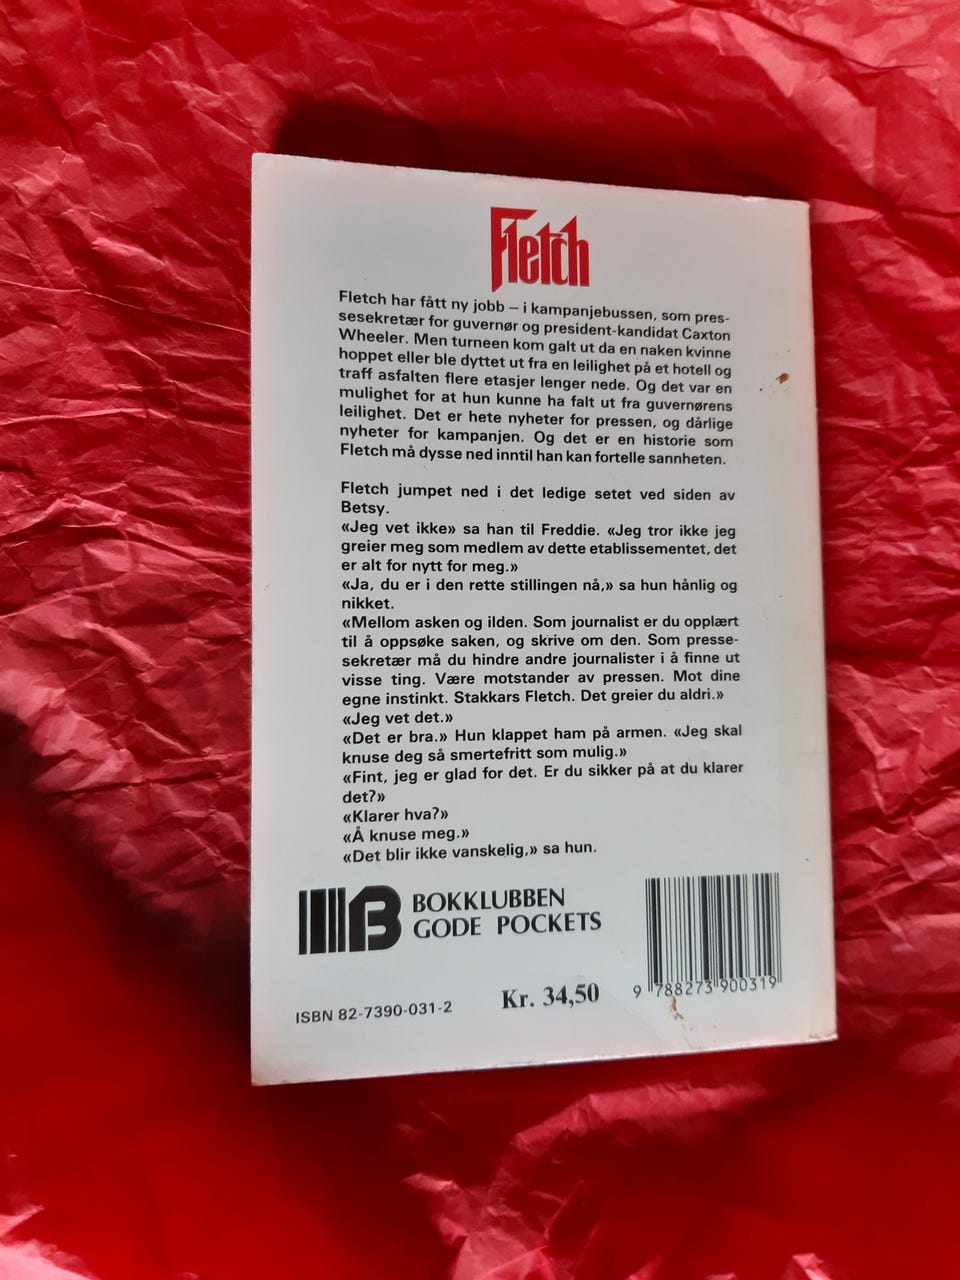 Fletch
Fletch har fått ny jobb – i kampanjebussen, som pres-
sesekretær for guvernør og president-kandidat Caxton
Wheeler. Men turneen kom galt ut da en naken kvinne
hoppet eller ble dyttet ut fra en leilighet på et hotell og
traff asfalten flere etasjer lenger nede. Og det var en
mulighet for at hun kunne ha falt ut fra guvernørens
leilighet. Det er hete nyheter for pressen, og dårlige
nyheter for kampanjen. Og det er en historie som
Fletch må dysse ned inntil han kan fortelle sannheten.
Fletch jumpet ned i det ledige setet ved siden av
Betsy.
«Jeg vet ikke» sa han til Freddie. «Jeg tror ikke jeg
greier meg som medlem av dette etablissementet, det
er alt for nytt for meg.»
«Ja, du er i den rette stillingen nå,» sa hun hånlig og
nikket.
«Mellom asken og ilden. Som journalist er du opplært
til å oppsøke saken, og skrive om den. Som presse-
sekretær må du hindre andre journalister i å finne ut
visse ting. Være motstander av pressen. Mot dine
egne instinkt. Stakkars Fletch. Det greier du aldri.»
«Jeg vet det.»
«Det er bra.» Hun klappet ham på armen. «Jeg skal
knuse deg så smertefritt som mulig.»
«Fint, jeg er glad for det. Er du sikker på at du klarer
det?»
«Klarer hva?»
«Å knuse meg.»
«Det blir ikke vanskelig,» sa hun.
B BOKKLUBBEN
GODE POCKETS
ISBN 82-7390-031-2
Kr. 34,50
9 788273 900319